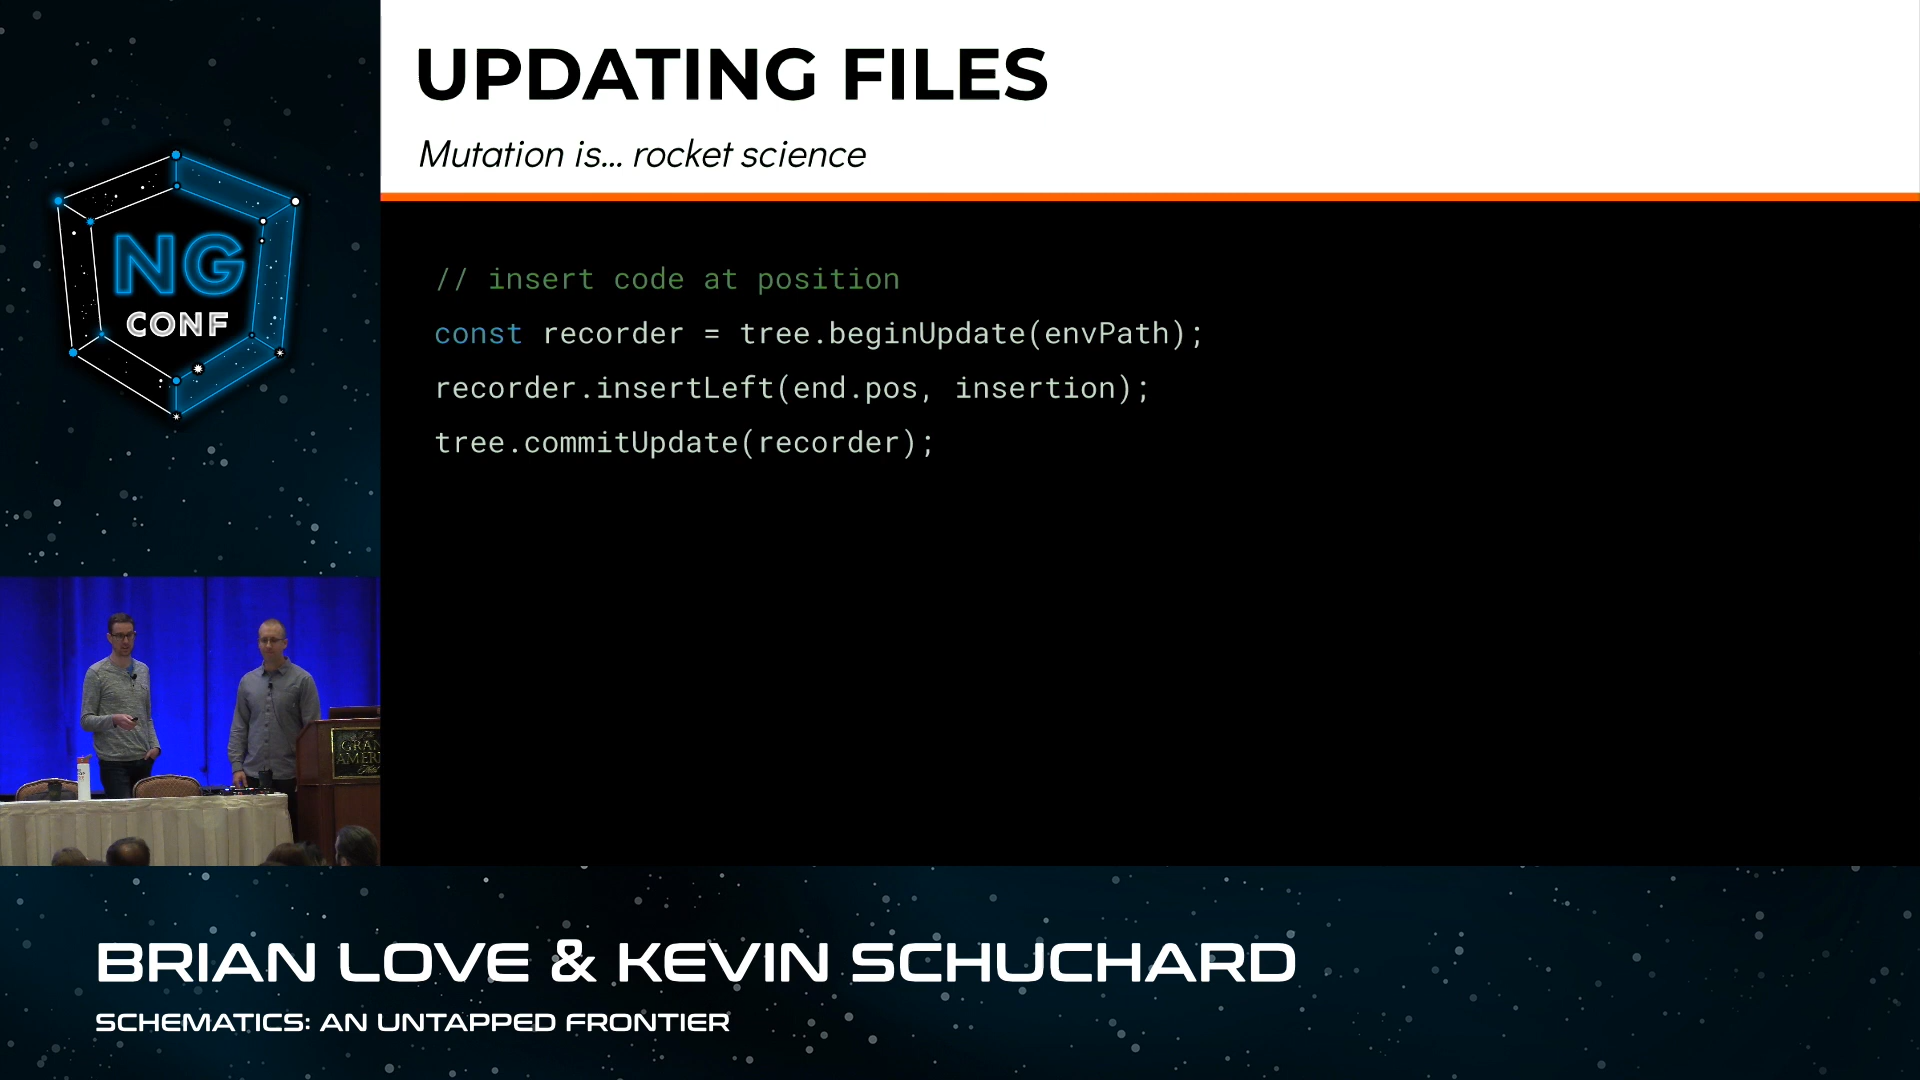 UPDATING FILES
Mutation is... rocket science
NG
CONF
// insert code at position
const recorder = tree.beginUpdate(envPath);
recorder.insertLeft(end.pos, insertion);
tree.commitUpdate(recorder);
BRIAN LOVE & KEVIN SCHUCHARD
SCHEMATICS: AN UNTAPPED FRONTIER